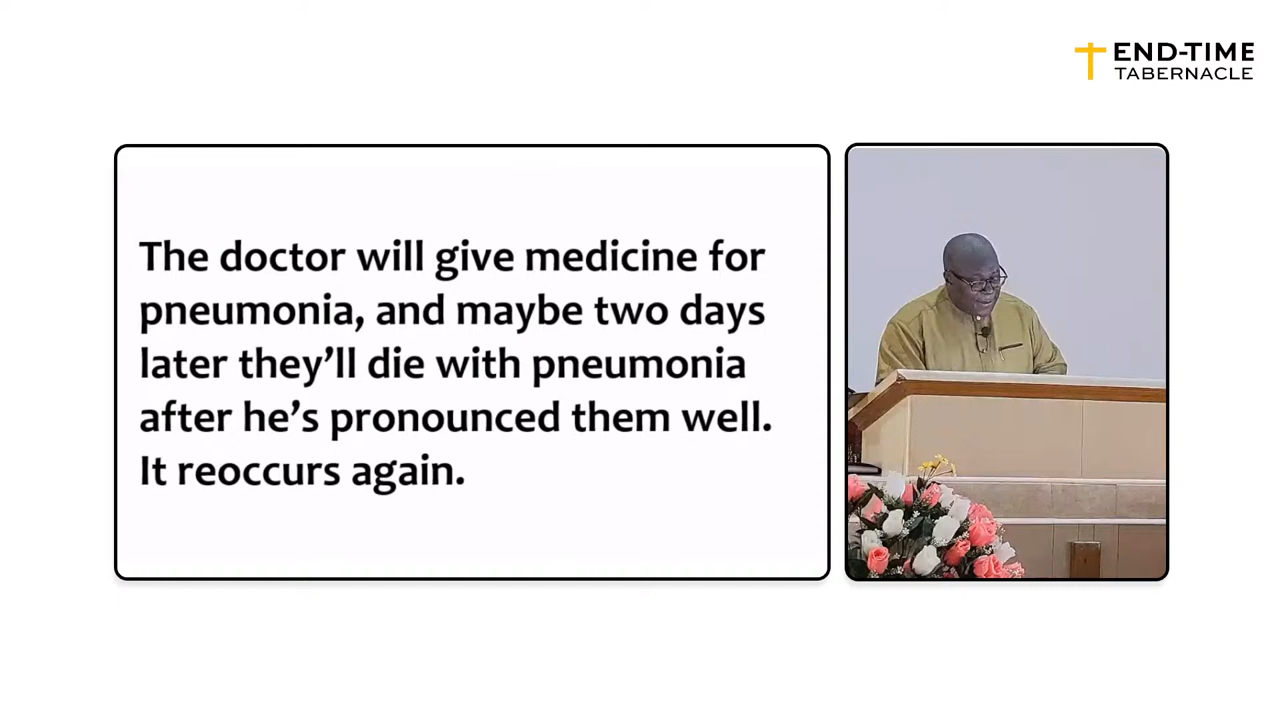 END-TIME
TABERNACLE
The doctor will give medicine for
pneumonia, and maybe two days
later they’ll die with pneumonia
after he’s pronounced them well.
It reoccurs again.